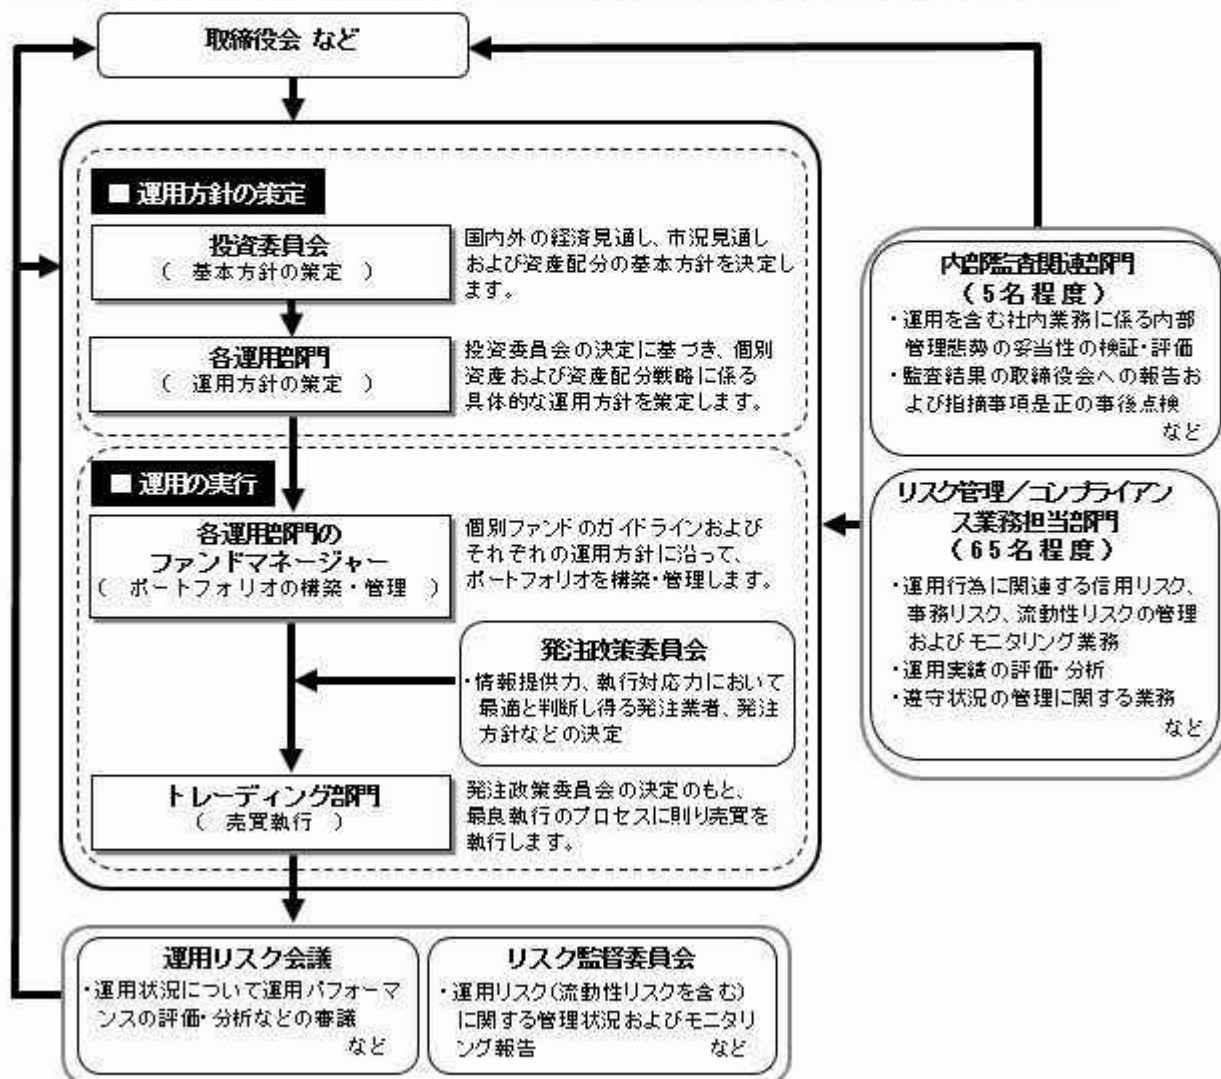 取締役会 など
■ 運用方針の策定
投資委員会
( 基本方針の策定 )
国内外の経済見通し、市況見通し
および資産配分の基本方針を決定し
ます。
各運用部門
( 運用方針の策定 )
投資委員会の決定に基づき、個別
資産および資産配分戦略に係る
具体的な運用方針を策定します。
■ 運用の実行
各運用部門の
ファンドマネージャー
( ポートフォリオの構築・管理 )
個別ファンドのガイドラインおよび
それぞれの運用方針に沿って、
ポートフォリオを構築・管理します。
発注政策委員会
・情報提供力、執行対応力において
最適と判断し得る発注業者、発注
方針などの決定
トレーディング部門
( 売買執行 )
発注政策委員会の決定のもと、
最良執行のプロセスに則り売買を
執行します。
内部監査関連部門
(5名程度)
・運用を含む社内業務に係る内部
管理態勢の妥当性の検証・評価
・監査結果の取締役会への報告お
よび指摘事項是正の事後点検
など
リスク管理/コンプライアン
ス業務担当部門
(65名程度)
・運用行為に関連する信用リスク、
事務リスク、流動性リスクの管理
およびモニタリング業務
・運用実績の評価・分析
・遵守状況の管理に関する業務
など
運用リスク会議
・運用状況について運用パフォーマ
ンスの評価・分析などの審議
など
リスク監督委員会
・運用リスク(流動性リスクを含む)
に関する管理状況およびモニタリ
ング報告 など